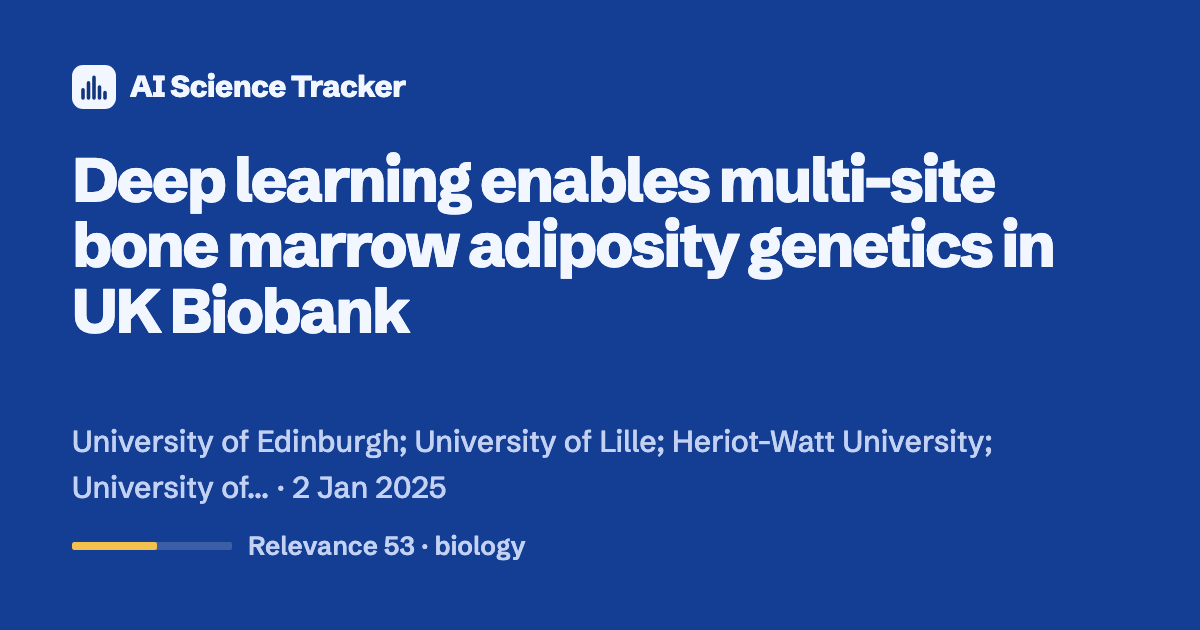 AI Science Tracker
Deep learning enables multi-site
bone marrow adiposity genetics in
UK Biobank
University of Edinburgh; University of Lille; Heriot-Watt University;
University of... · 2 Jan 2025
Relevance 53 · biology